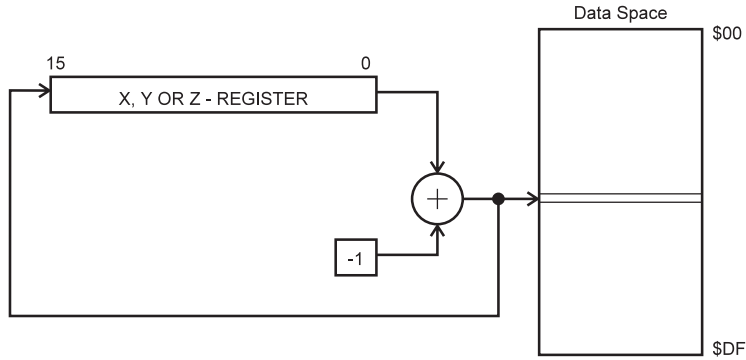 Data Space
$00
15
0
X, Y OR Z - REGISTER
+
-1
$DF